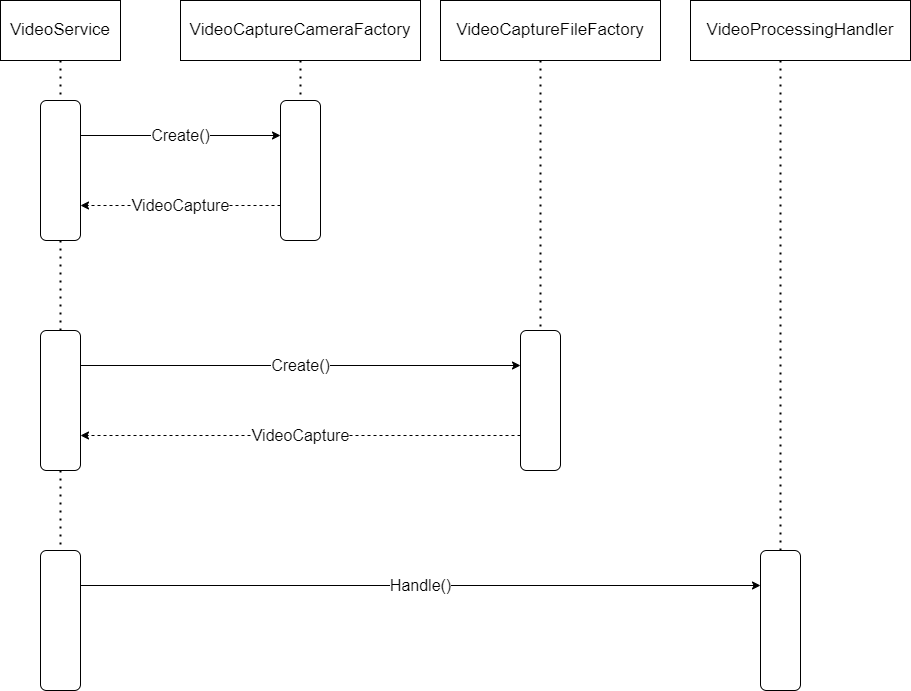 VideoService
VideoCaptureCameraFactory
VideoCaptureFileFactory
VideoProcessingHandler
Create()
VideoCapture
Create()
VideoCapture
Handle()